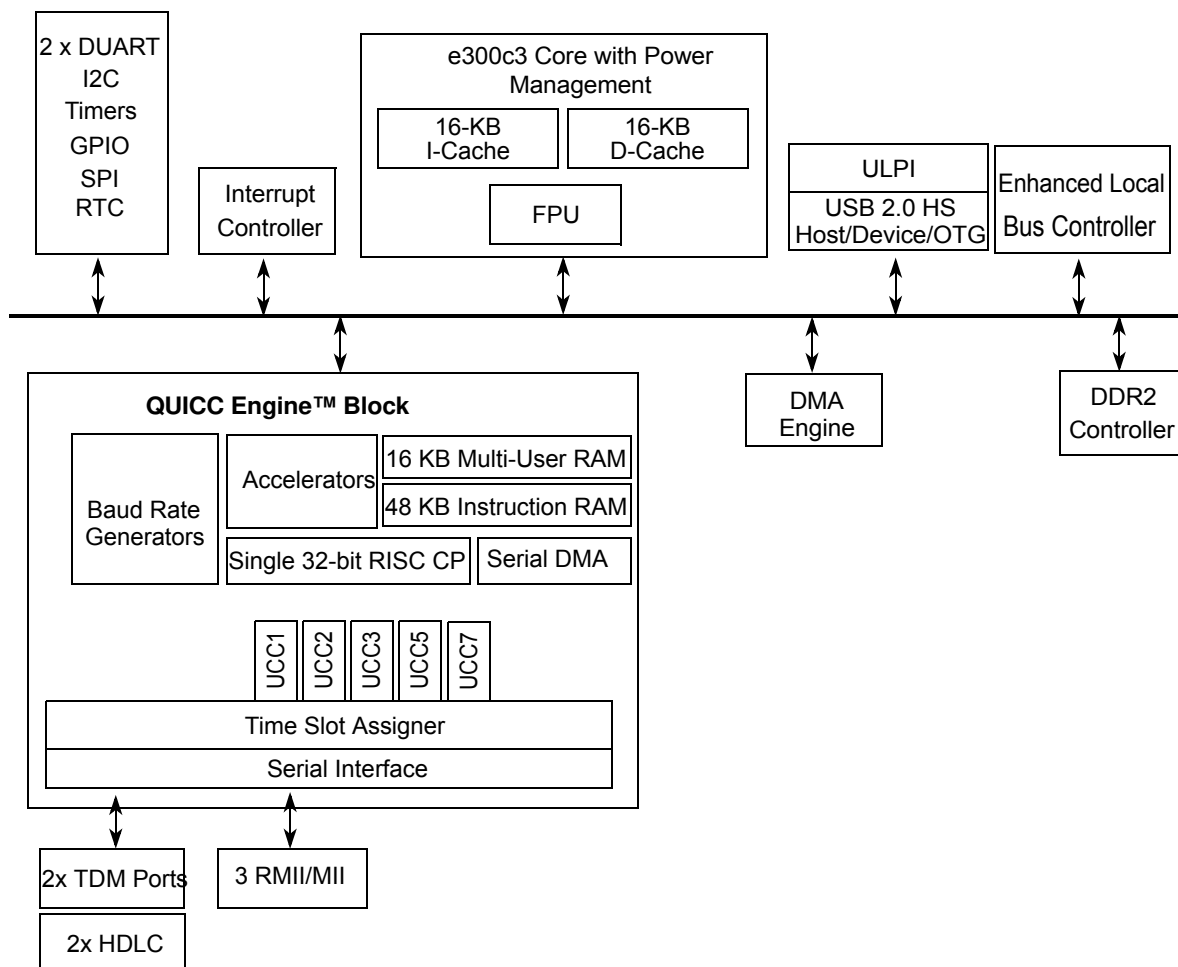 2 x DUART
I2C
Timers
GPIO
SPI
RTC
Interrupt
Controller
e300c3 Core with Power
Management
16-KB
I-Cache
16-KB
D-Cache
FPU
ULPI
USB 2.0 HS
Host/Device/OTG
Enhanced Local
Bus Controller
QUICC Engine™ Block
Baud Rate
Generators
Accelerators
16 KB Multi-User RAM
48 KB Instruction RAM
Single 32-bit RISC CP
Serial DMA
UCC1
UCC2
UCC3
UCC5
UCC7
Time Slot Assigner
Serial Interface
DMA
Engine
DDR2
Controller
2x TDM Ports
3 RMII/MII
2x HDLC